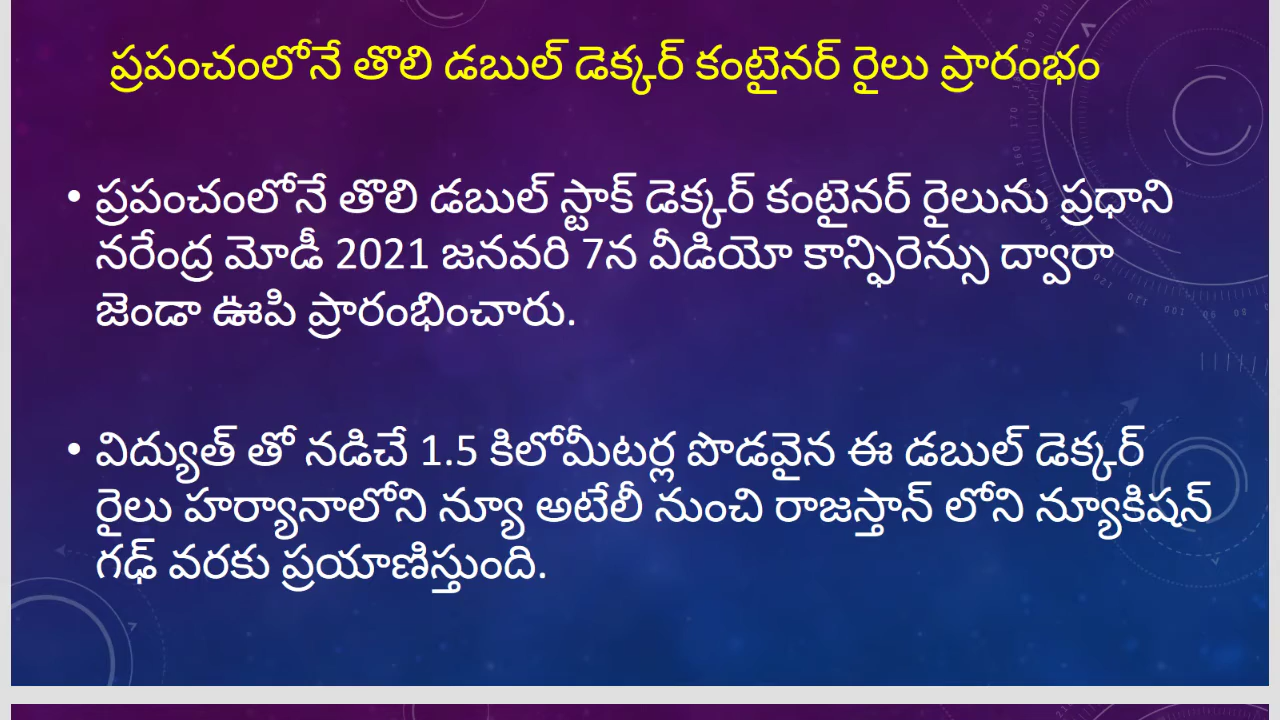 ప్రపంచంలోనే తొలి డబుల్ డెక్కర్ కంటైనర్ రైలు ప్రారంభం
• ప్రపంచంలోనే తొలి డబుల్ స్టాక్ డెక్కర్ కంటైనర్ రైలును ప్రధాని
నరేంద్ర మోడీ 2021 జనవరి 7న వీడియో కాన్ఫిరెన్సు ద్వారా
జెండా ఊపి ప్రారంభించారు.
• విద్యుత్ తో నడిచే 1.5 కిలోమీటర్ల పొడవైన ఈ డబుల్ డెక్కర్
రైలు హర్యానాలోని న్యూ అటేలీ నుంచి రాజస్తాన్ లోని న్యూకిషన్
గఢ్ వరకు ప్రయాణిస్తుంది.